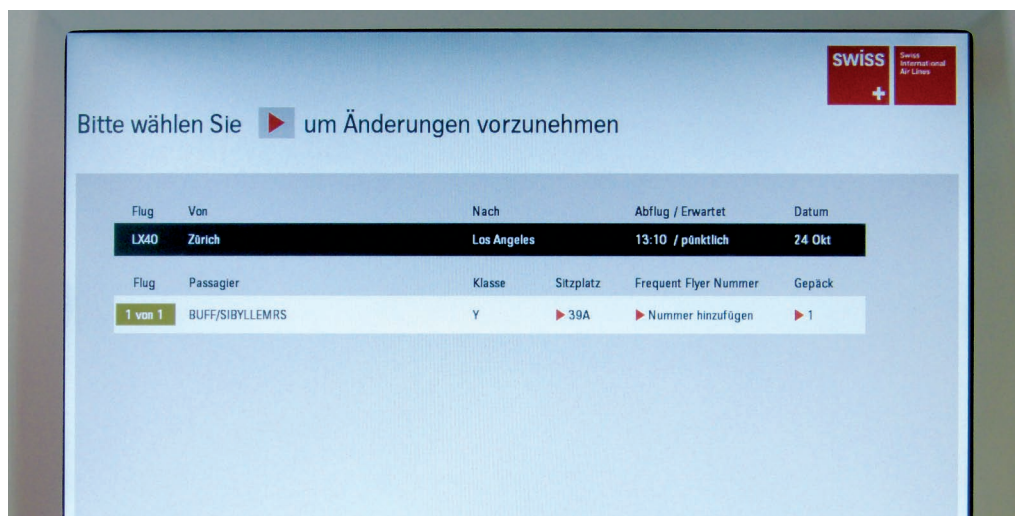 swiss
Swiss
International
Air Lines
Bitte wählen Sie um Änderungen vorzunehmen
Flug Von Nach Abflug / Erwartet Datum
LX40 Zürich Los Angeles 13:10 / pünktlich 24 Okt
Flug Passagier Klasse Sitzplatz Frequent Flyer Nummer Gepäck
1 von 1 BUFF/SIBYLLEMRS Y 39A Nummer hinzufügen 1